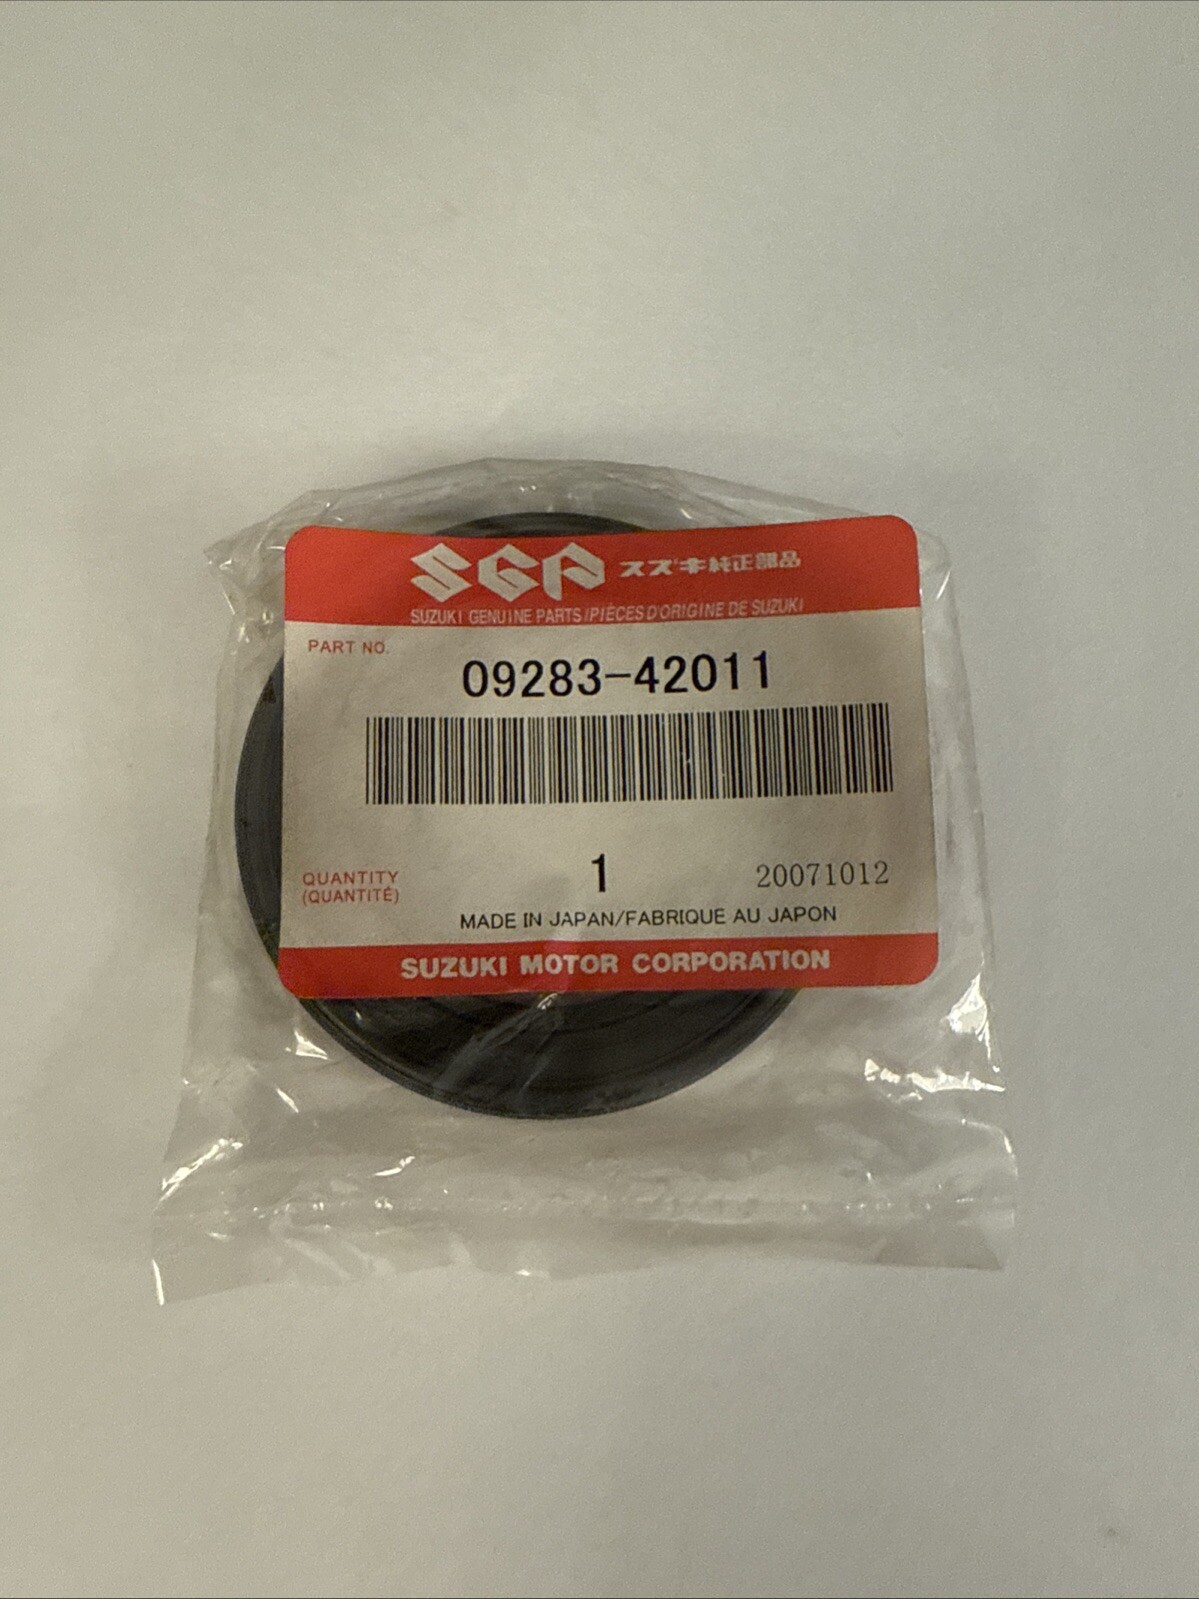 SGP スズキ純正部品
SUZUKI GENUINE PARTS/PIÈCES D'ORIGINE DE SUZUKI
PART NO.
09283-42011
QUANTITY
(QUANTITÉ)
1
20071012
MADE IN JAPAN/FABRIQUE AU JAPON
SUZUKI MOTOR CORPORATION